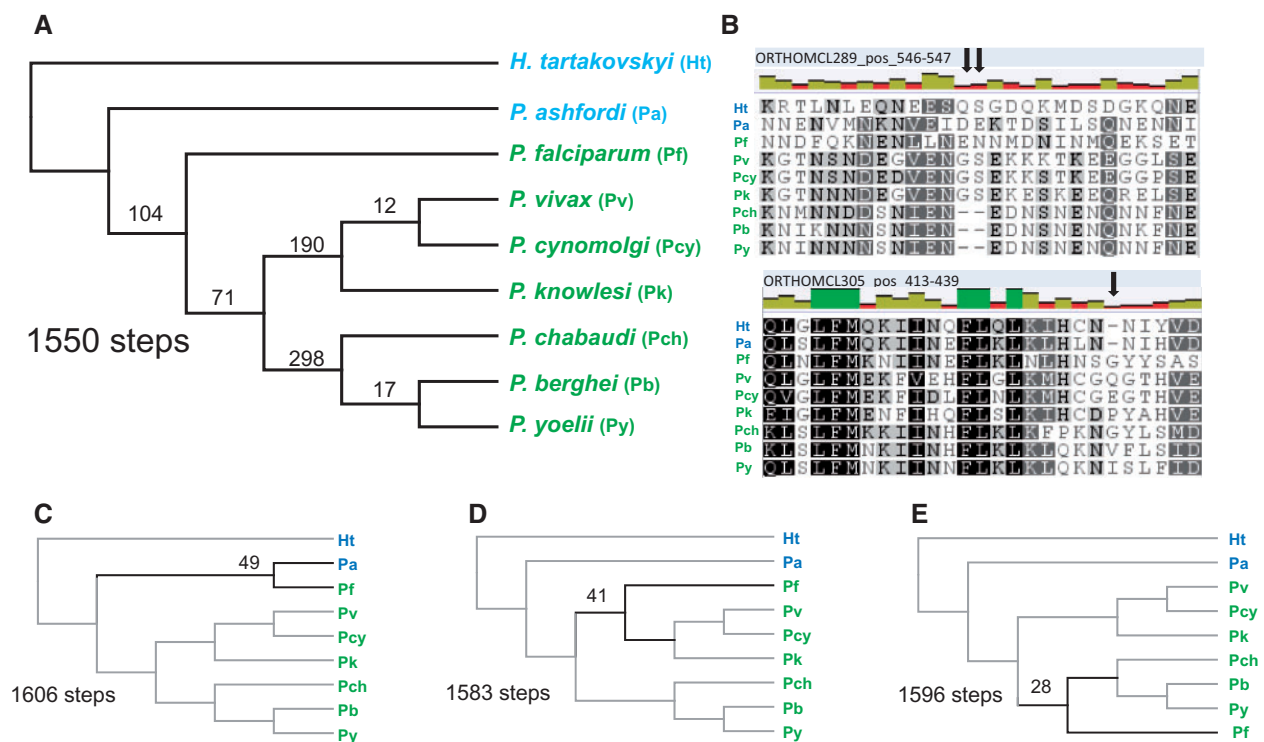 A
H. tartakovskyi (Ht)
P. ashfordi (Pa)
P. falciparum (Pf)
104
12
P. vivax (Pv)
190
P. cynomolgi (Pcy)
71
P. knowlesi (Pk)
1550 steps
298
P. chabaudi (Pch)
17
P. berghei (Pb)
P. yoelii (Py)
B
ORTHOMCL289_pos_546-547
Ht KRTLNLEQNEESQSGDQKMDSDGKQNE
Pa NNENVMNKNVEIDEKTDSILSQNENNI
Pf NNDFQKNENLLNENNMDNINMQEKSET
Pv KGTNSNDEGVENGSEKKKTKEEGGLSE
Pcy KGTNSNDEDVENGSEKKSTKEEGGPSE
Pk KGTNNNDEGVENGSEKESKEEQRELSE
Pch KNMNNDDSNIEN--EDNSNENQNNFNE
Pb KNIKNNNSNIEN--EDNSNENQNKFNE
Py KNINNNNSNIEN--EDNSNENQNNFNE
ORTHOMCL305_pos_413-439
Ht QLGLFMQKIINQFLQLKIHCN-NIYVD
Pa QLSLFMQKIINEFLKLKLHLN-NIHVD
Pf QLNLFMKNIINEFLKLNLHNSGYYSAS
Pv QLGLFMEKFVEHFLGLKMHCGQGTHVE
Pcy QVGLFMEKFIDLFLNLKMHCGEGTHVE
Pk EIGLFMENFIHQFLSLKIHCDPYAHVE
Pch KLSLFMKKIINHFLKLKFPKNGYLSMD
Pb KLSLFMNKIINHFLKLKLQKNVFLSID
Py QLSLFMNKIINNFLKLKLQKNISLFID
C
Ht
49
Pa
Pf
Pv
Pcy
Pk
1606 steps
Pch
Pb
Py
D
Ht
Pa
41
Pf
Pv
Pcy
Pk
1583 steps
Pch
Pb
Py
E
Ht
Pa
Pv
Pcy
Pk
Pch
28
1596 steps
Pb
Py
Pf